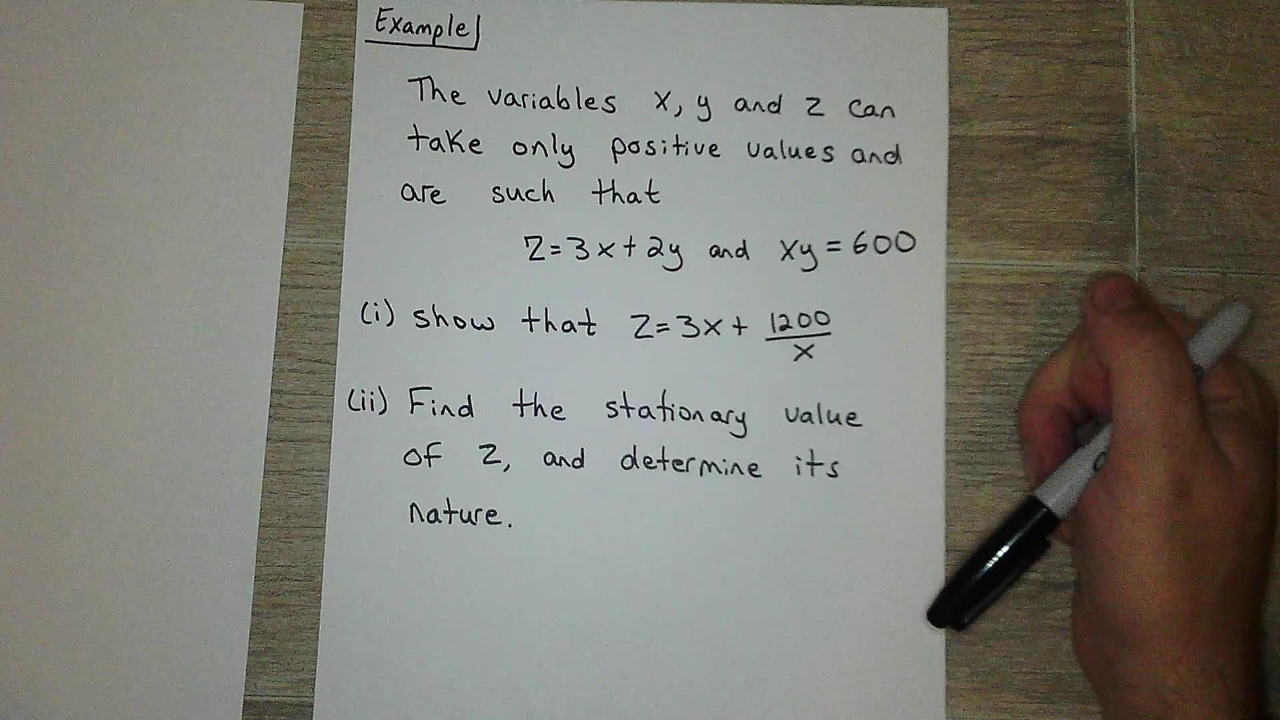 Example
The variables x, y and z can
take only positive values and
are such that
z=3x+2y and xy=600
(i) show that z=3x+ 1200/x
(ii) Find the stationary value
of z, and determine its
nature.